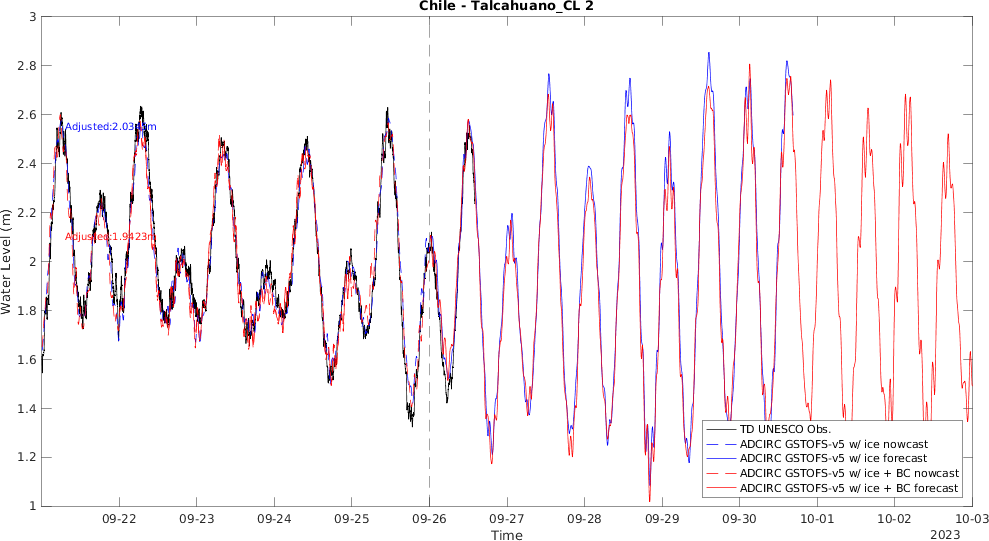 Chile - Talcahuano_CL 2
3
2.8
2.6
2.4
2.2
2
1.8
1.6
1.4
1.2
1
Water Level (m)
Adjusted:1.9423m
TD UNESCO Obs.
ADCIRC GSTOFS-v5 w/ ice nowcast
ADCIRC GSTOFS-v5 w/ ice forecast
ADCIRC GSTOFS-v5 w/ ice + BC nowcast
ADCIRC GSTOFS-v5 w/ ice + BC forecast
09-22 09-23 09-24 09-25 09-26 09-27 09-28 09-29 09-30 10-01 10-02 10-03
Time
2023